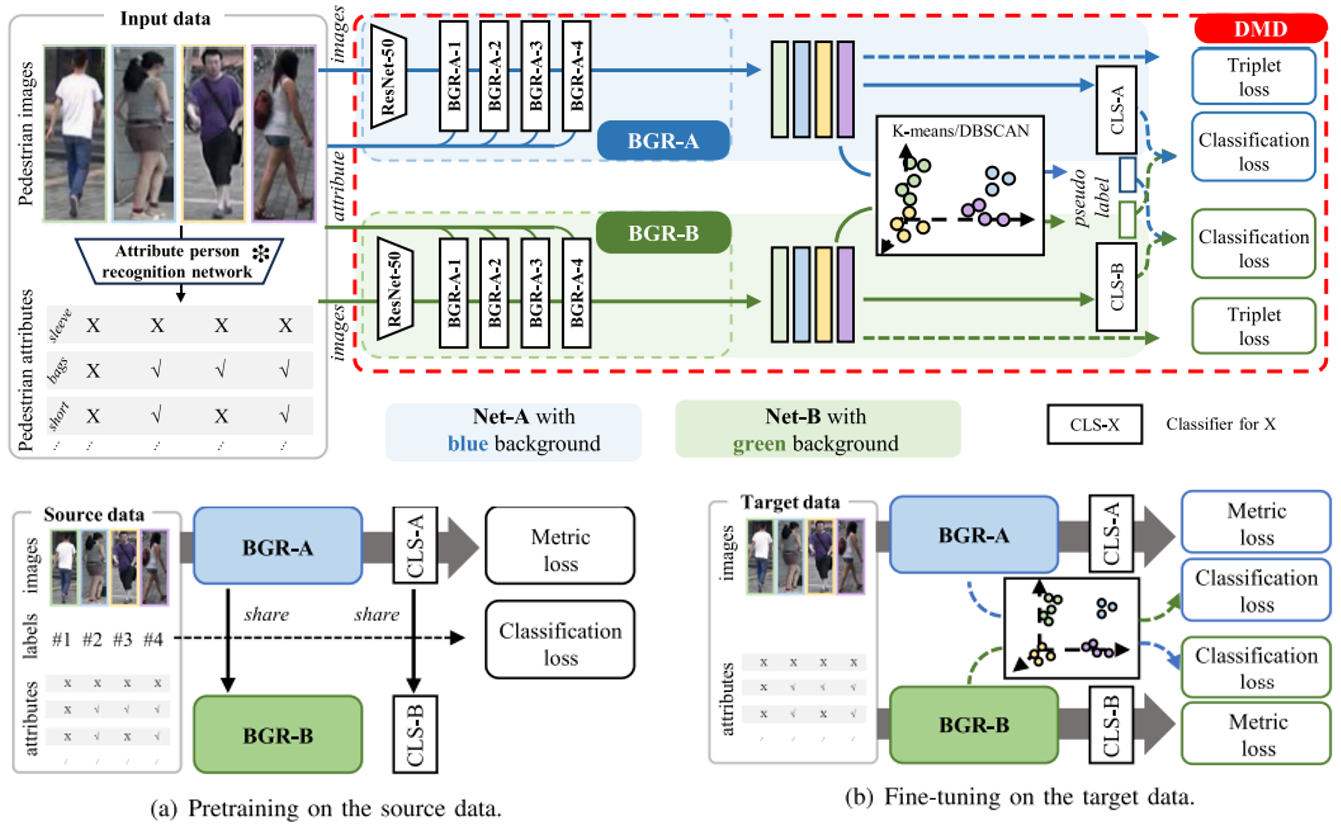 Input data
Pedestrian images
Attribute person
recognition network
Pedestrian attributes
sleeve X X X X
bags X √ √ √
short X √ X √
...
images
attribute
images
ResNet-50
BGR-A-1
BGR-A-2
BGR-A-3
BGR-A-4
BGR-A
BGR-B
ResNet-50
BGR-A-1
BGR-A-2
BGR-A-3
BGR-A-4
K-means/DBSCAN
CLS-A
pseudo
label
CLS-B
DMD
Triplet
loss
Classification
loss
Classification
loss
Triplet
loss
Net-A with
blue background
Net-B with
green background
CLS-X
Classifier for X
Source data
images
labels
#1 #2 #3 #4
attributes
X X X X
X √ √ √
X √ X √
BGR-A
CLS-A
share
share
BGR-B
CLS-B
Metric
loss
Classification
loss
(a) Pretraining on the source data.
Target data
images
attributes
X X X X
X √ √ √
X √ X √
BGR-A
CLS-A
BGR-B
CLS-B
Metric
loss
Classification
loss
Classification
loss
Metric
loss
(b) Fine-tuning on the target data.